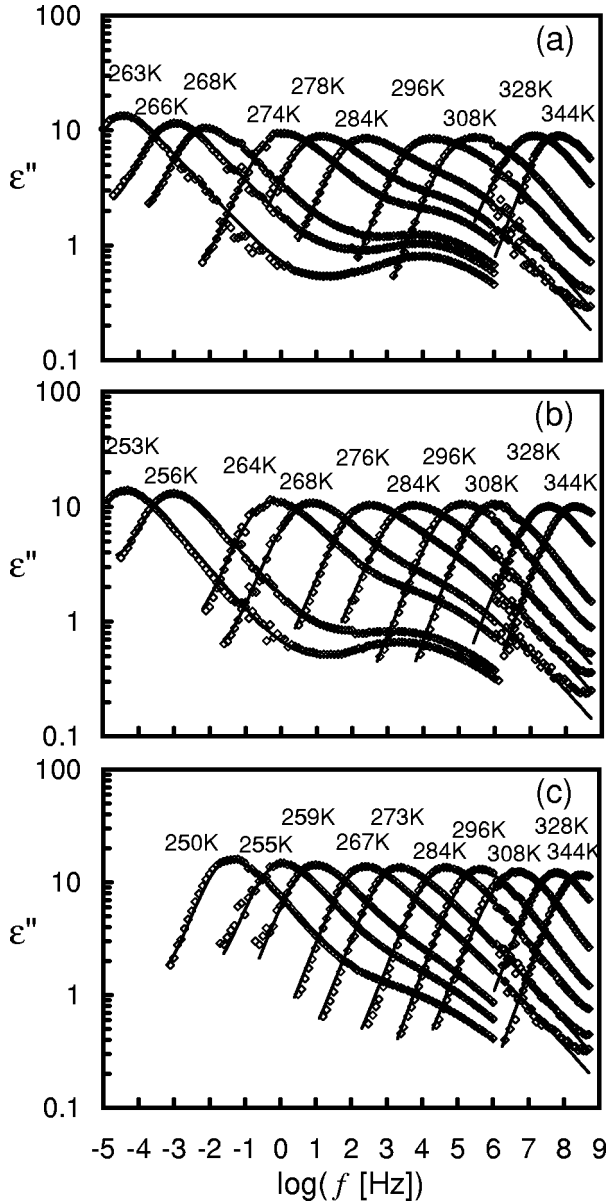 100
(a)
263K
268K
278K
296K
328K
266K
274K
284K
308K
344K
10
ε"
1
0.1
100
(b)
253K
256K
264K
268K
276K
284K
296K
308K
328K
344K
10
ε"
1
0.1
100
(c)
250K
255K
259K
267K
273K
284K
296K
308K
328K
344K
10
ε"
1
0.1
-5 -4 -3 -2 -1 0 1 2 3 4 5 6 7 8 9
log(f [Hz])